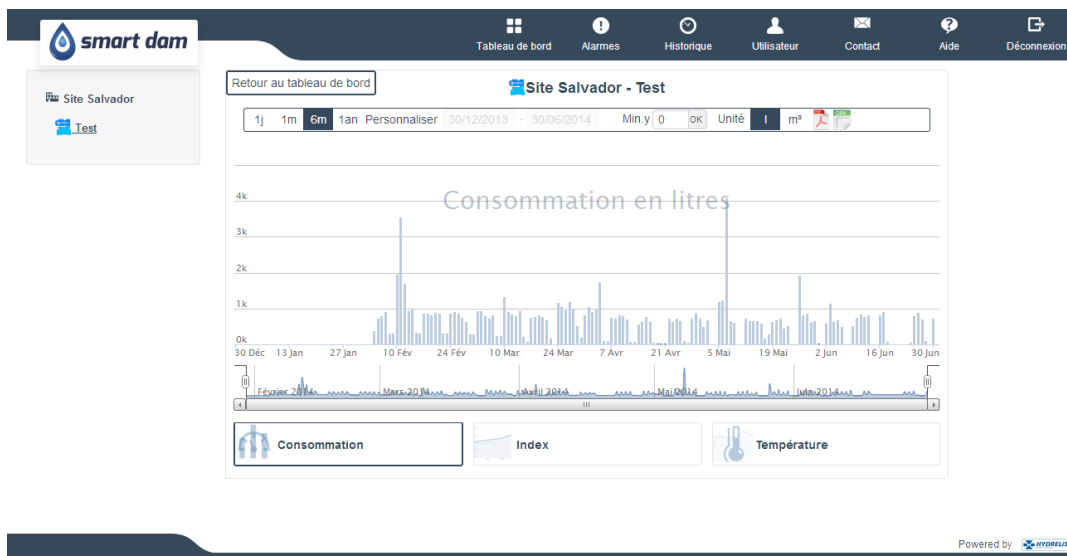 smart dam
Tableau de bord Alarmes Historique Utilisateur Contact Aide Déconnexion
Site Salvador
Test
Retour au tableau de bord
Site Salvador - Test
1j 1m 6m 1an Personnaliser 30/12/2013 - 30/06/2014 Min.y 0 OK Unité l m³
Consommation en litres
4k
3k
2k
1k
0k
30 Déc 13 Jan 27 Jan 10 Fév 24 Fév 10 Mar 24 Mar 7 Avr 21 Avr 5 Mai 19 Mai 2 Jun 16 Jun 30 Jun
Février 2014 Mars 2014 Avril 2014 Mai 2014 Juin 2014
Consommation Index Température
Powered by HYDRELIS